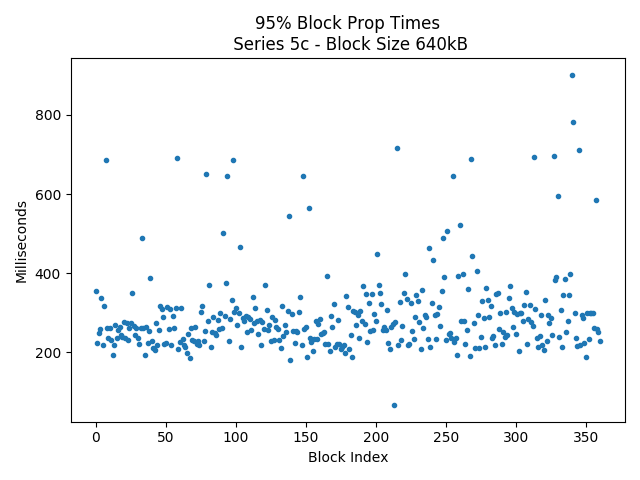 95% Block Prop Times
Series 5c - Block Size 640kB
Milliseconds
800
600
400
200
0 50 100 150 200 250 300 350
Block Index